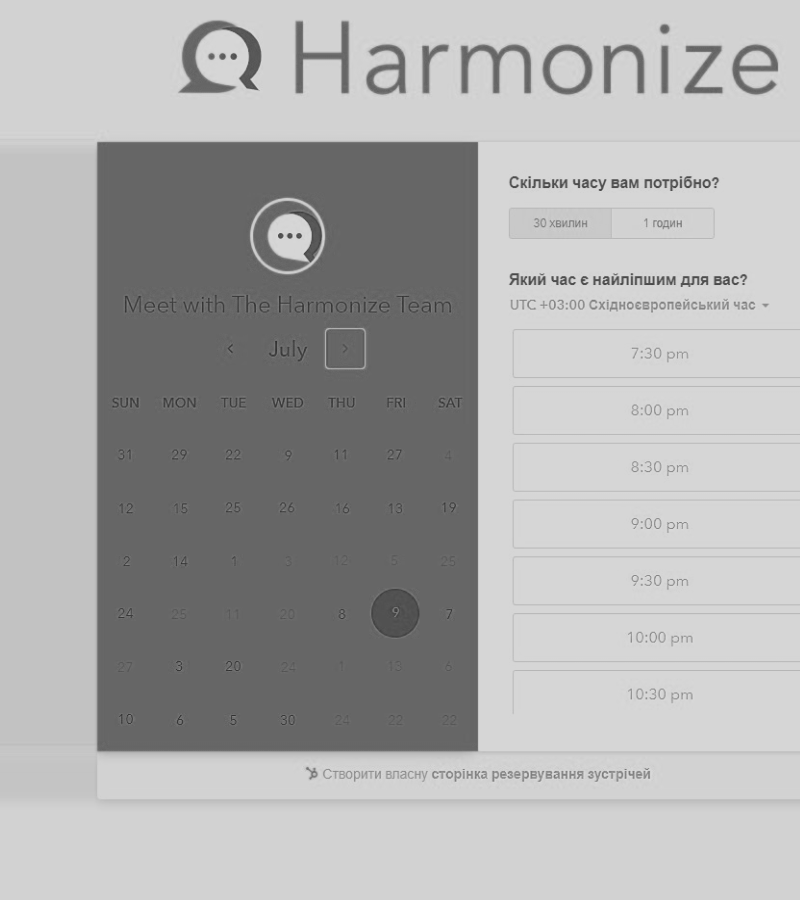 Harmonize
Meet with The Harmonize Team
July
SUN MON TUE WED THU FRI SAT
31 29 22 9 11 27 4
12 15 25 26 16 13 19
2 14 1 3 12 5 25
24 25 11 20 8 9 7
27 3 20 24 1 13 6
10 6 5 30 24 22 22
Скільки часу вам потрібно?
30 хвилин 1 годин
Який час є найліпшим для вас?
UTC +03:00 Східноєвропейський час
7:30 pm
8:00 pm
8:30 pm
9:00 pm
9:30 pm
10:00 pm
10:30 pm
Створити власну сторінка резервування зустрічей